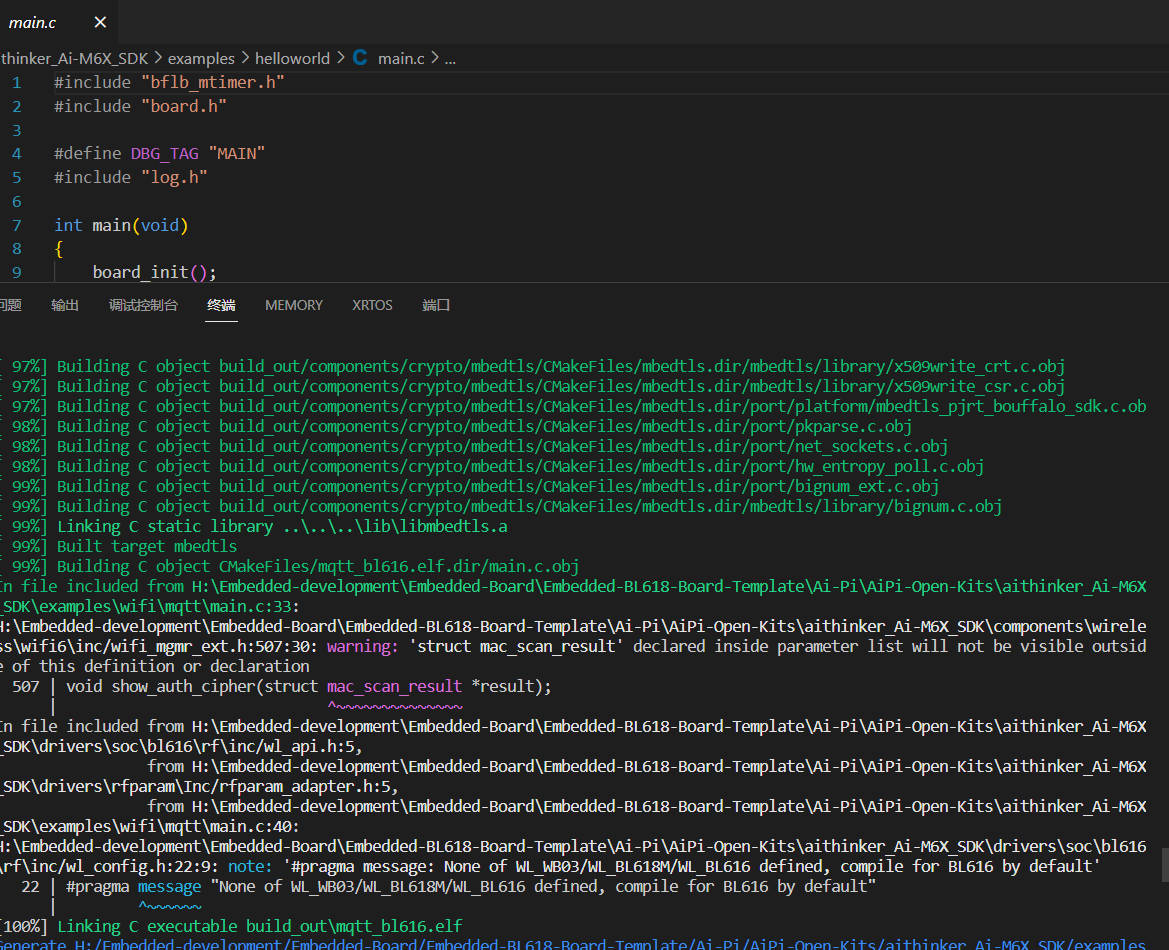 main.c ×
thinker_Ai-M6X_SDK > examples > helloworld > C main.c > ...
1 #include "bflb_mtimer.h"
2 #include "board.h"
3
4 #define DBG_TAG "MAIN"
5 #include "log.h"
6
7 int main(void)
8 {
9 board_init();
问题 输出 调试控制台 终端 MEMORY XRTOS 端口
[ 97%] Building C object build_out/components/crypto/mbedtls/CMakeFiles/mbedtls.dir/mbedtls/library/x509write_crt.c.obj
[ 97%] Building C object build_out/components/crypto/mbedtls/CMakeFiles/mbedtls.dir/mbedtls/library/x509write_csr.c.obj
[ 97%] Building C object build_out/components/crypto/mbedtls/CMakeFiles/mbedtls.dir/port/platform/mbedtls_pjrt_bouffalo_sdk.c.ob
[ 98%] Building C object build_out/components/crypto/mbedtls/CMakeFiles/mbedtls.dir/port/pkparse.c.obj
[ 98%] Building C object build_out/components/crypto/mbedtls/CMakeFiles/mbedtls.dir/port/net_sockets.c.obj
[ 98%] Building C object build_out/components/crypto/mbedtls/CMakeFiles/mbedtls.dir/port/hw_entropy_poll.c.obj
[ 99%] Building C object build_out/components/crypto/mbedtls/CMakeFiles/mbedtls.dir/port/bignum_ext.c.obj
[ 99%] Building C object build_out/components/crypto/mbedtls/CMakeFiles/mbedtls.dir/mbedtls/library/bignum.c.obj
[ 99%] Linking C static library ..\..\..\lib\libmbedtls.a
[ 99%] Built target mbedtls
[ 99%] Building C object CMakeFiles/mqtt_bl616.elf.dir/main.c.obj
In file included from H:\Embedded-development\Embedded-Board\Embedded-BL618-Board-Template\Ai-Pi\AiPi-Open-Kits\aithinker_Ai-M6X
_SDK\examples\wifi\mqtt\main.c:33:
H:\Embedded-development\Embedded-Board\Embedded-BL618-Board-Template\Ai-Pi\AiPi-Open-Kits\aithinker_Ai-M6X_SDK\components\wirele
ss\wifi6\inc/wifi_mgmr_ext.h:507:30: warning: 'struct mac_scan_result' declared inside parameter list will not be visible outsid
e of this definition or declaration
507 | void show_auth_cipher(struct mac_scan_result *result);
| ^~~~~~~~~~~~~~~
In file included from H:\Embedded-development\Embedded-Board\Embedded-BL618-Board-Template\Ai-Pi\AiPi-Open-Kits\aithinker_Ai-M6X
_SDK\drivers\soc\bl616\rf\inc/wl_api.h:5,
from H:\Embedded-development\Embedded-Board\Embedded-BL618-Board-Template\Ai-Pi\AiPi-Open-Kits\aithinker_Ai-M6X
_SDK\drivers\rfparam\Inc/rfparam_adapter.h:5,
from H:\Embedded-development\Embedded-Board\Embedded-BL618-Board-Template\Ai-Pi\AiPi-Open-Kits\aithinker_Ai-M6X
_SDK\examples\wifi\mqtt\main.c:40:
H:\Embedded-development\Embedded-Board\Embedded-BL618-Board-Template\Ai-Pi\AiPi-Open-Kits\aithinker_Ai-M6X_SDK\drivers\soc\bl616
\rf\inc/wl_config.h:22:9: note: '#pragma message: None of WL_WB03/WL_BL618M/WL_BL616 defined, compile for BL616 by default'
22 | #pragma message "None of WL_WB03/WL_BL618M/WL_BL616 defined, compile for BL616 by default"
| ^~~~~~~
[100%] Linking C executable build_out\mqtt_bl616.elf
Generate H:/Embedded-development/Embedded-Board/Embedded-BL618-Board-Template/Ai-Pi/AiPi-Open-Kits/aithinker_Ai-M6X_SDK/examples